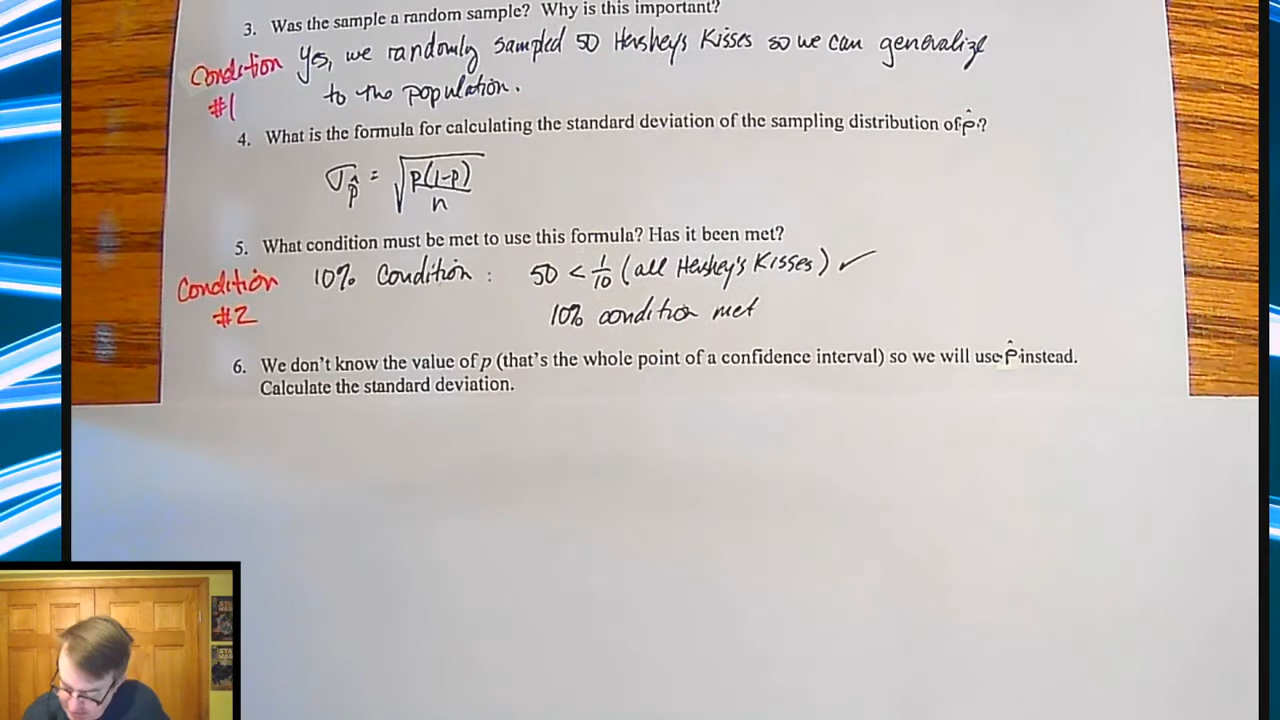 3. Was the sample a random sample? Why is this important?
Condition Yes, we randomly sampled 50 Hershey's Kisses so we can generalize
#1 to the population.
4. What is the formula for calculating the standard deviation of the sampling distribution of p̂?
σp̂ = √(p(1-p)/n)
5. What condition must be met to use this formula? Has it been met?
Condition 10% Condition : 50 < 1/10 (all Hershey's Kisses) ✓
#2 10% condition met
6. We don't know the value of p (that's the whole point of a confidence interval) so we will use p̂ instead.
Calculate the standard deviation.
STAR
WARS